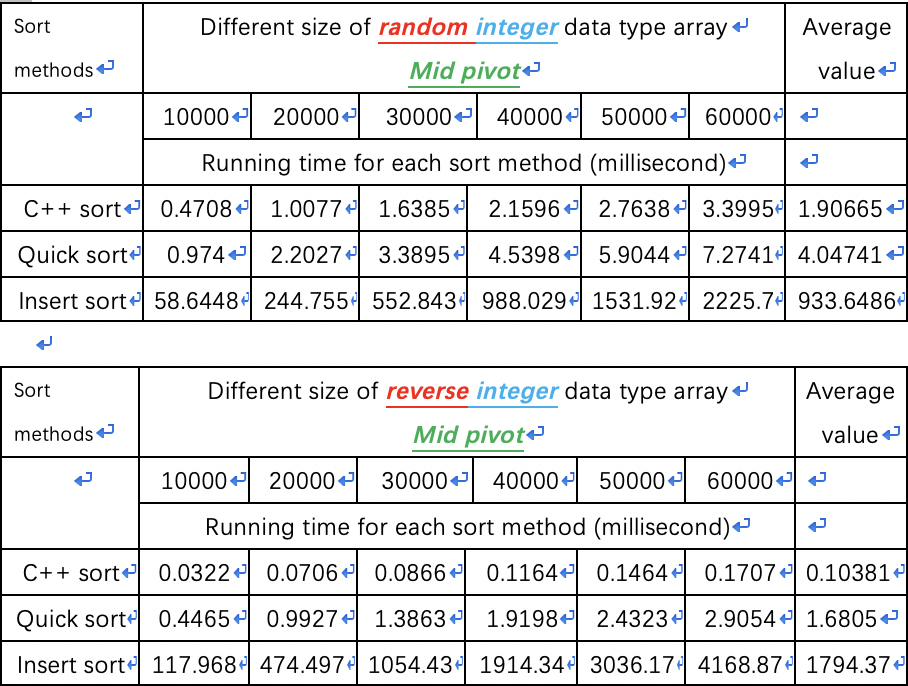 Sort methods Different size of random integer data type array Mid pivot Average value
10000 20000 30000 40000 50000 60000
Running time for each sort method (millisecond)
C++ sort 0.4708 1.0077 1.6385 2.1596 2.7638 3.3995 1.90665
Quick sort 0.974 2.2027 3.3895 4.5398 5.9044 7.2741 4.04741
Insert sort 58.6448 244.755 552.843 988.029 1531.92 2225.7 933.6486
Sort methods Different size of reverse integer data type array Mid pivot Average value
10000 20000 30000 40000 50000 60000
Running time for each sort method (millisecond)
C++ sort 0.0322 0.0706 0.0866 0.1164 0.1464 0.1707 0.10381
Quick sort 0.4465 0.9927 1.3863 1.9198 2.4323 2.9054 1.6805
Insert sort 117.968 474.497 1054.43 1914.34 3036.17 4168.87 1794.37